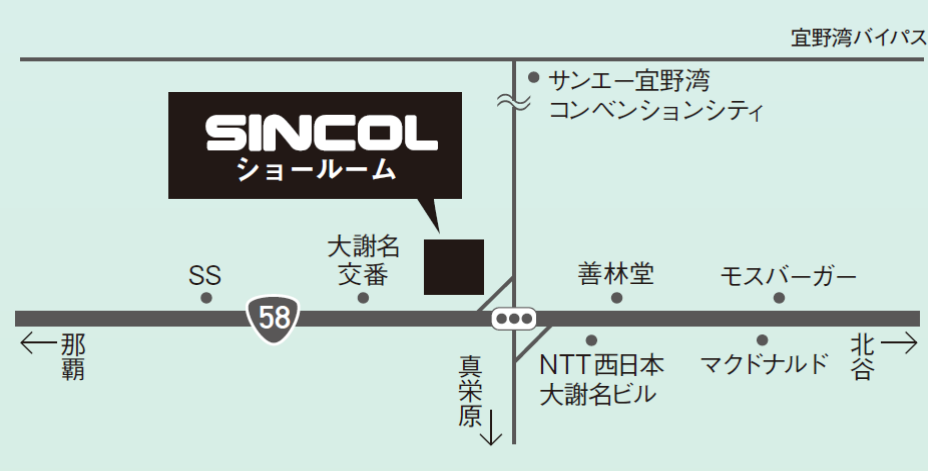 宜野湾バイパス
サンエー宜野湾
コンベンションシティ
SINCOL
ショールーム
大謝名
交番
SS
善林堂
モスバーガー
58
那覇
真栄原
NTT西日本
大謝名ビル
マクドナルド
北谷